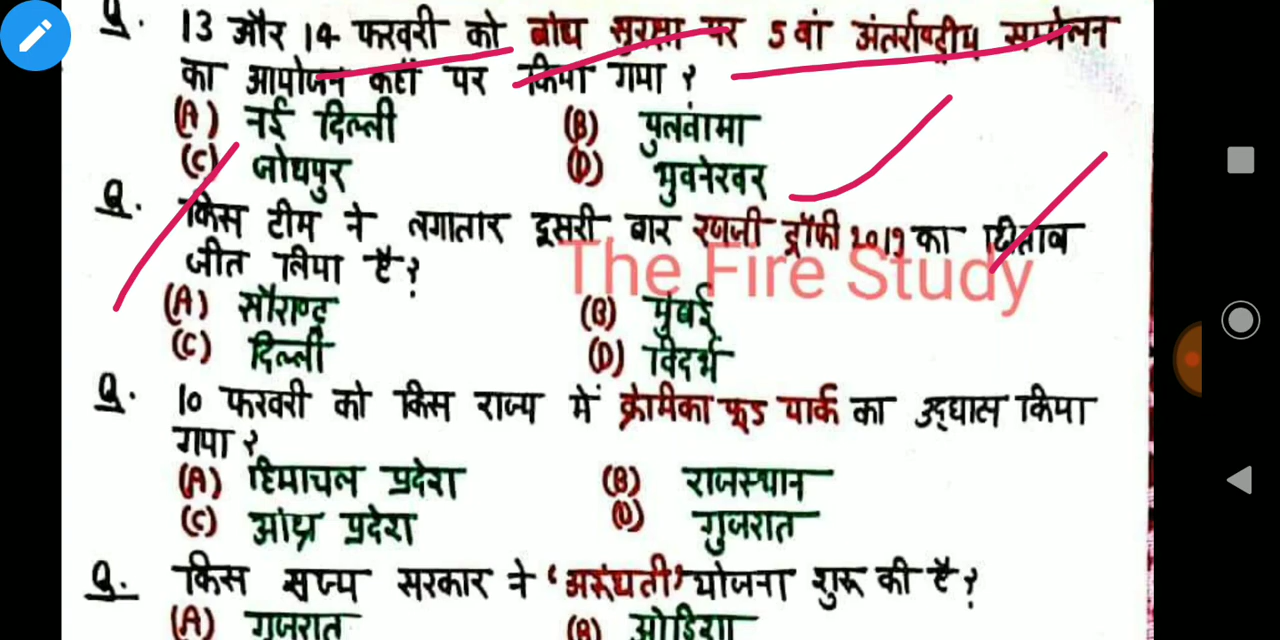 Q. 13 और 14 फरवरी को बांध सुरक्षा पर 5वां अंतर्राष्ट्रीय सम्मेलन
का आयोजन कहाँ पर किया गया ?
(A) नई दिल्ली (B) पुलवामा
(C) जोधपुर (D) भुवनेश्वर
Q. किस टीम ने लगातार दूसरी बार रणजी ट्रॉफी 2019 का खिताब
जीत लिया है ?
The Fire Study
(A) सौराष्ट्र (B) मुंबई
(C) दिल्ली (D) विदर्भ
Q. 10 फरवरी को किस राज्य में क्रेमिका फूड पार्क का उद्घाटन किया
गया ?
(A) हिमाचल प्रदेश (B) राजस्थान
(C) आंध्र प्रदेश (D) गुजरात
Q. किस राज्य सरकार ने 'अरुंधती' योजना शुरू की है ?
(A) गुजरात (B) ओडिशा